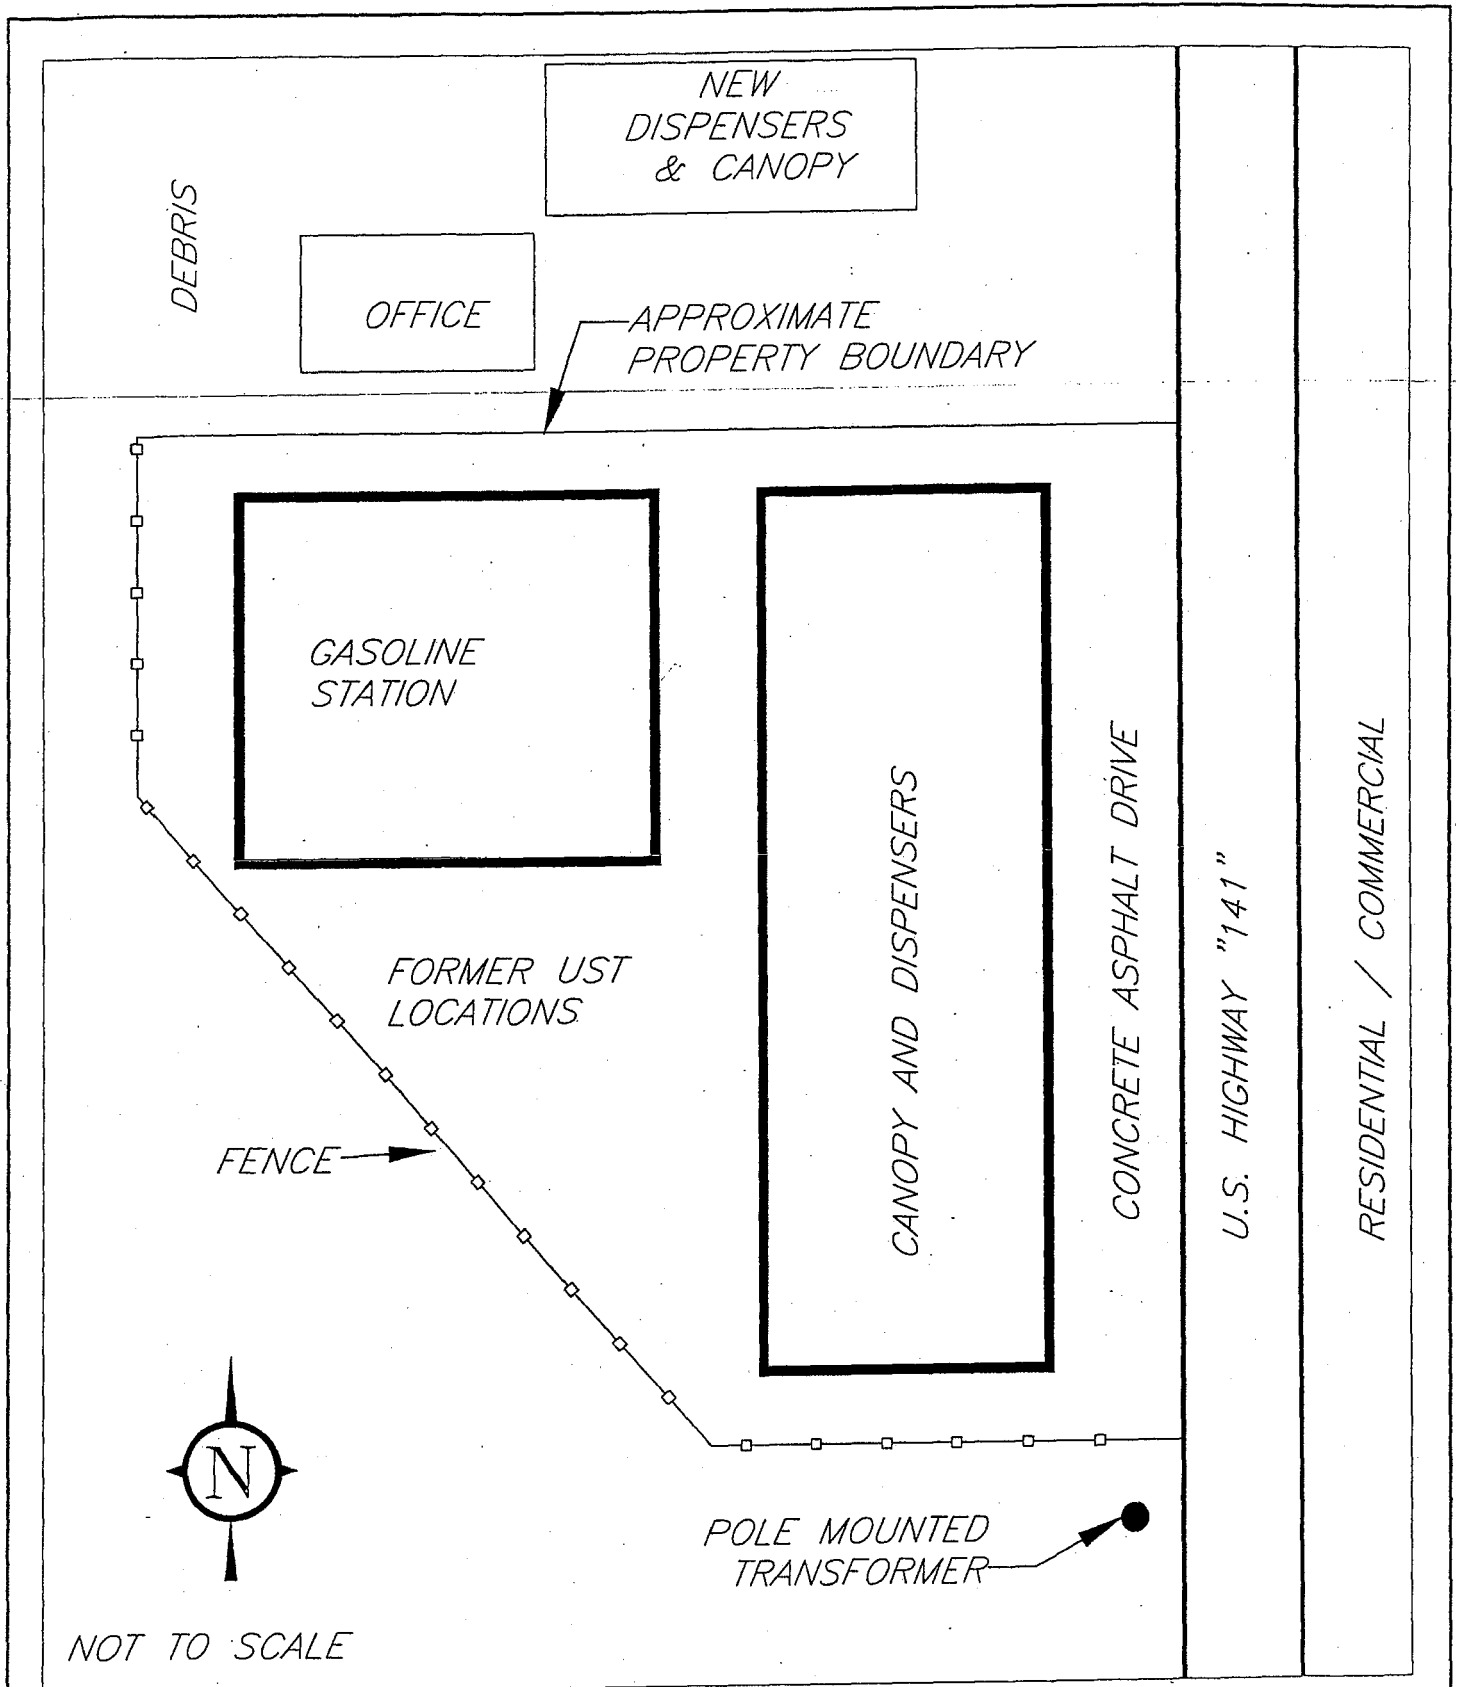 NEW
DISPENSERS
& CANOPY
DEBRIS
OFFICE
APPROXIMATE
PROPERTY BOUNDARY
GASOLINE
STATION
CANOPY AND DISPENSERS
CONCRETE ASPHALT DRIVE
U.S. HIGHWAY "141"
RESIDENTIAL / COMMERCIAL
FORMER UST
LOCATIONS
FENCE
N
POLE MOUNTED
TRANSFORMER
NOT TO SCALE